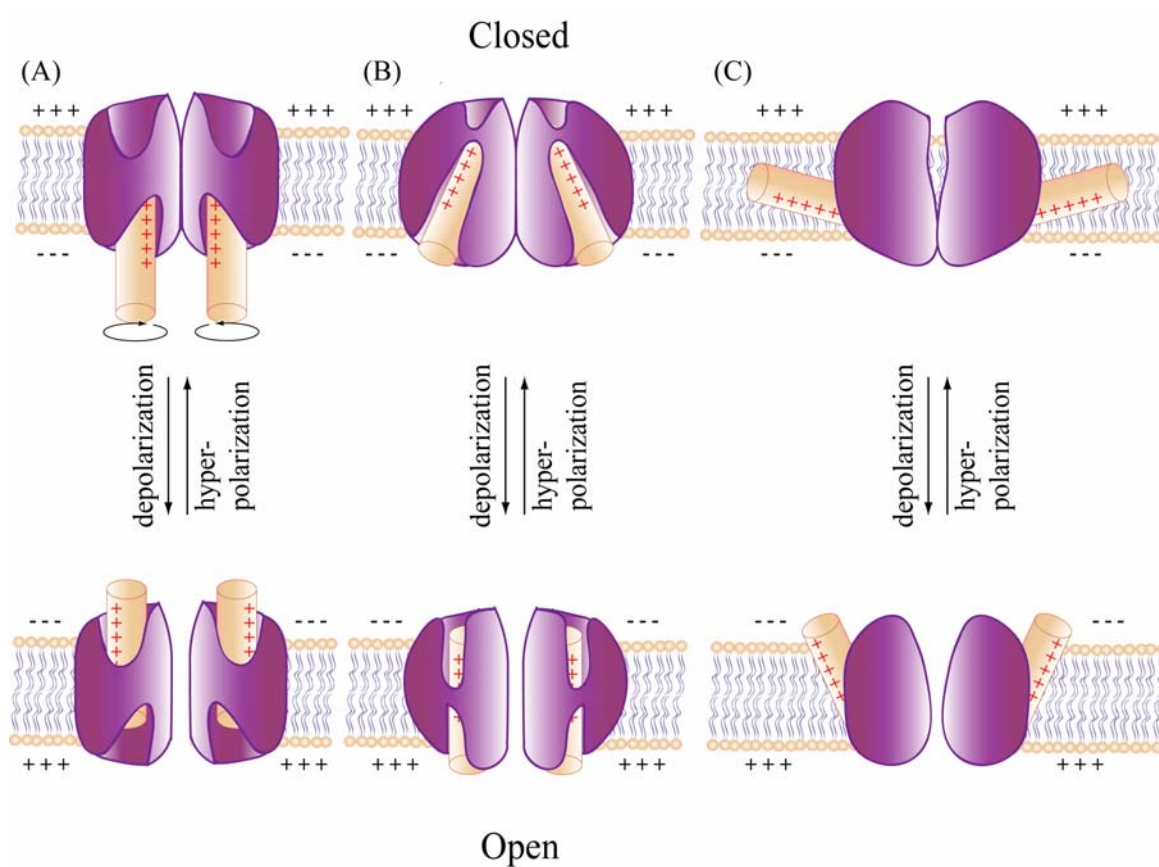 Closed
(A)
(B)
(C)
+++ +++ +++ +++ +++ +++
+++++ +++++ +++++ +++++ +++++ +++++
--- --- --- --- --- ---
depolarization
hyper-
polarization
depolarization
hyper-
polarization
depolarization
hyper-
polarization
--- --- --- --- --- ---
+++ +++ +++ +++ +++ +++
Open